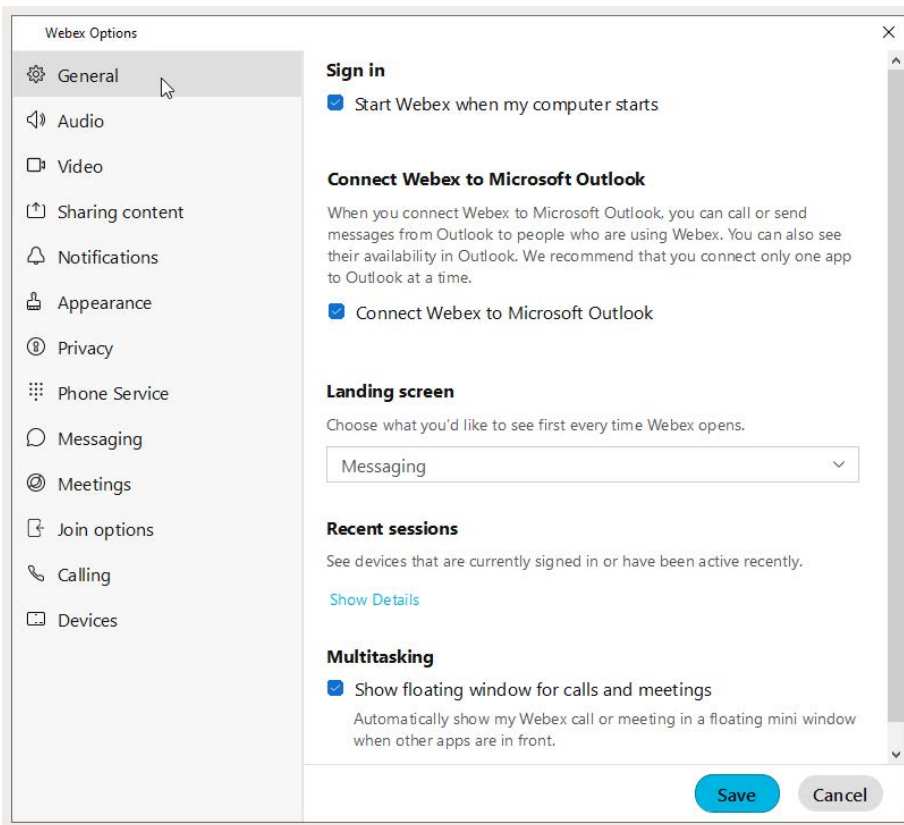 Webex Options
General
Audio
Video
Sharing content
Notifications
Appearance
Privacy
Phone Service
Messaging
Meetings
Join options
Calling
Devices
Sign in
Start Webex when my computer starts
Connect Webex to Microsoft Outlook
When you connect Webex to Microsoft Outlook, you can call or send
messages from Outlook to people who are using Webex. You can also see
their availability in Outlook. We recommend that you connect only one app
to Outlook at a time.
Connect Webex to Microsoft Outlook
Landing screen
Choose what you'd like to see first every time Webex opens.
Messaging
Recent sessions
See devices that are currently signed in or have been active recently.
Show Details
Multitasking
Show floating window for calls and meetings
Automatically show my Webex call or meeting in a floating mini window
when other apps are in front.
Save
Cancel